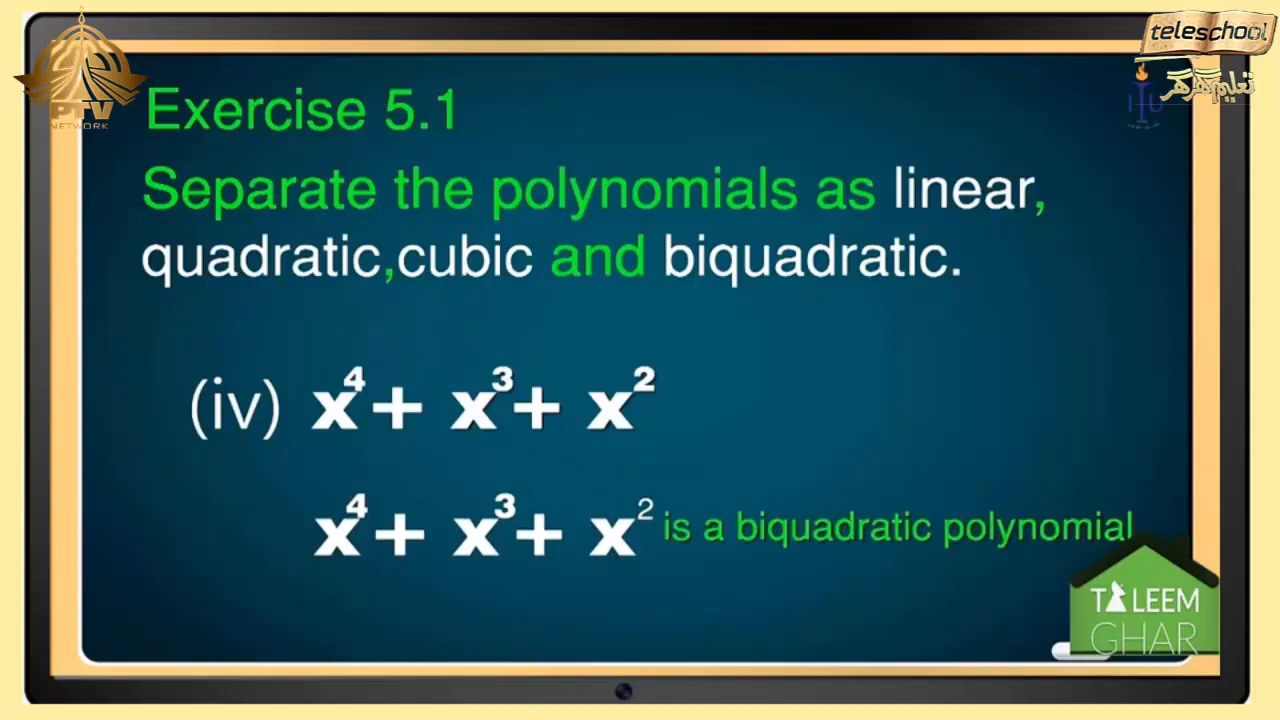 PTV
NETWORK
teleschool
تعلیم گھر گھر
Exercise 5.1
Separate the polynomials as linear,
quadratic,cubic and biquadratic.
(iv) x⁴+ x³+ x²
x⁴+ x³+ x² is a biquadratic polynomial
TALEEM
GHAR